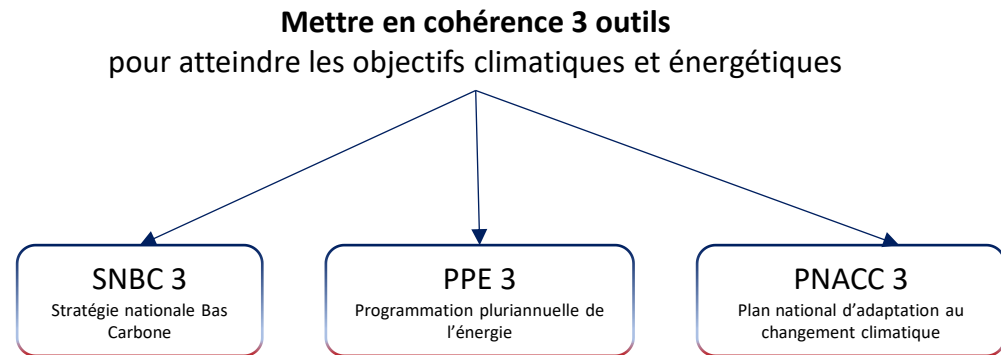 Mettre en cohérence 3 outils
pour atteindre les objectifs climatiques et énergétiques
SNBC 3
Stratégie nationale Bas
Carbone
PPE 3
Programmation pluriannuelle de
l’énergie
PNACC 3
Plan national d’adaptation au
changement climatique